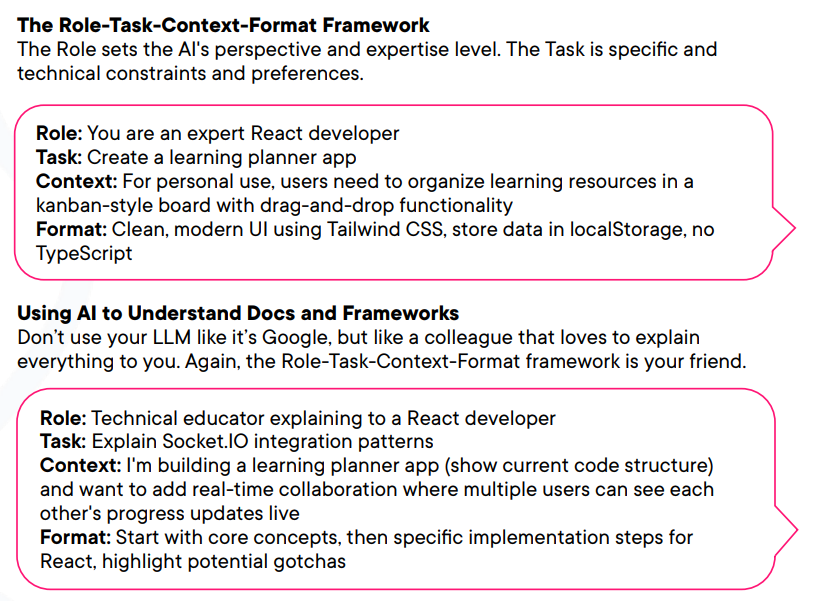 The Role-Task-Context-Format Framework
The Role sets the AI's perspective and expertise level. The Task is specific and
technical constraints and preferences.
Role: You are an expert React developer
Task: Create a learning planner app
Context: For personal use, users need to organize learning resources in a
kanban-style board with drag-and-drop functionality
Format: Clean, modern UI using Tailwind CSS, store data in localStorage, no
TypeScript
Using AI to Understand Docs and Frameworks
Don’t use your LLM like it’s Google, but like a colleague that loves to explain
everything to you. Again, the Role-Task-Context-Format framework is your friend.
Role: Technical educator explaining to a React developer
Task: Explain Socket.IO integration patterns
Context: I'm building a learning planner app (show current code structure)
and want to add real-time collaboration where multiple users can see each
other's progress updates live
Format: Start with core concepts, then specific implementation steps for
React, highlight potential gotchas